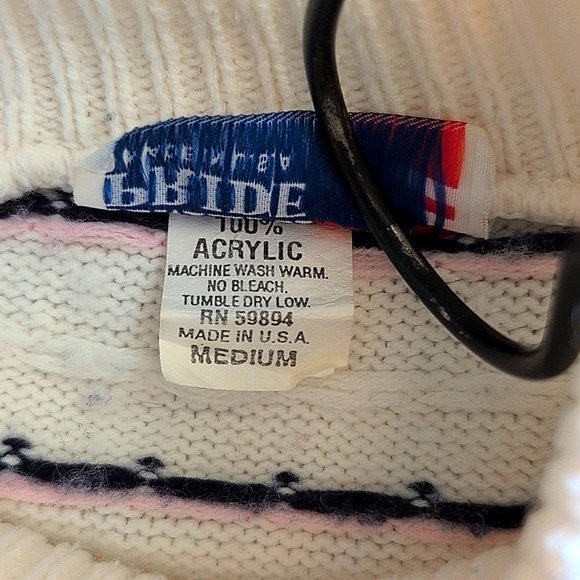 PRIDE
100%
ACRYLIC
MACHINE WASH WARM.
NO BLEACH.
TUMBLE DRY LOW.
RN 59894
MADE IN U.S.A.
MEDIUM